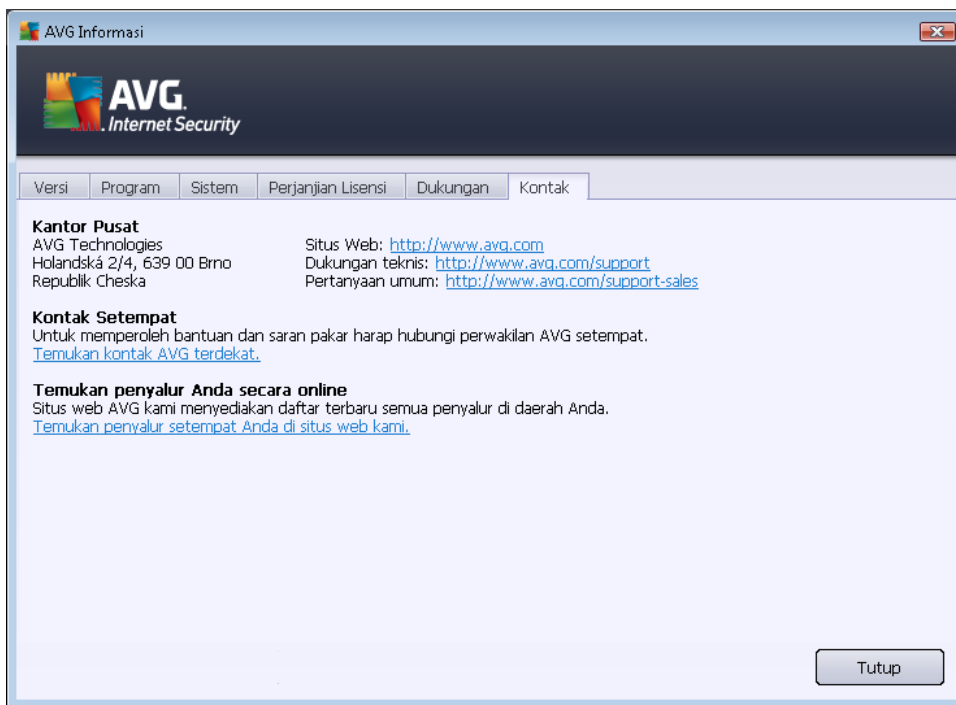 AVG Informasi
AVG.
Internet Security
Versi Program Sistem Perjanjian Lisensi Dukungan Kontak
Kantor Pusat
AVG Technologies Situs Web: http://www.avg.com
Holandská 2/4, 639 00 Brno Dukungan teknis: http://www.avg.com/support
Republik Cheska Pertanyaan umum: http://www.avg.com/support-sales
Kontak Setempat
Untuk memperoleh bantuan dan saran pakar harap hubungi perwakilan AVG setempat.
Temukan kontak AVG terdekat.
Temukan penyalur Anda secara online
Situs web AVG kami menyediakan daftar terbaru semua penyalur di daerah Anda.
Temukan penyalur setempat Anda di situs web kami.
Tutup